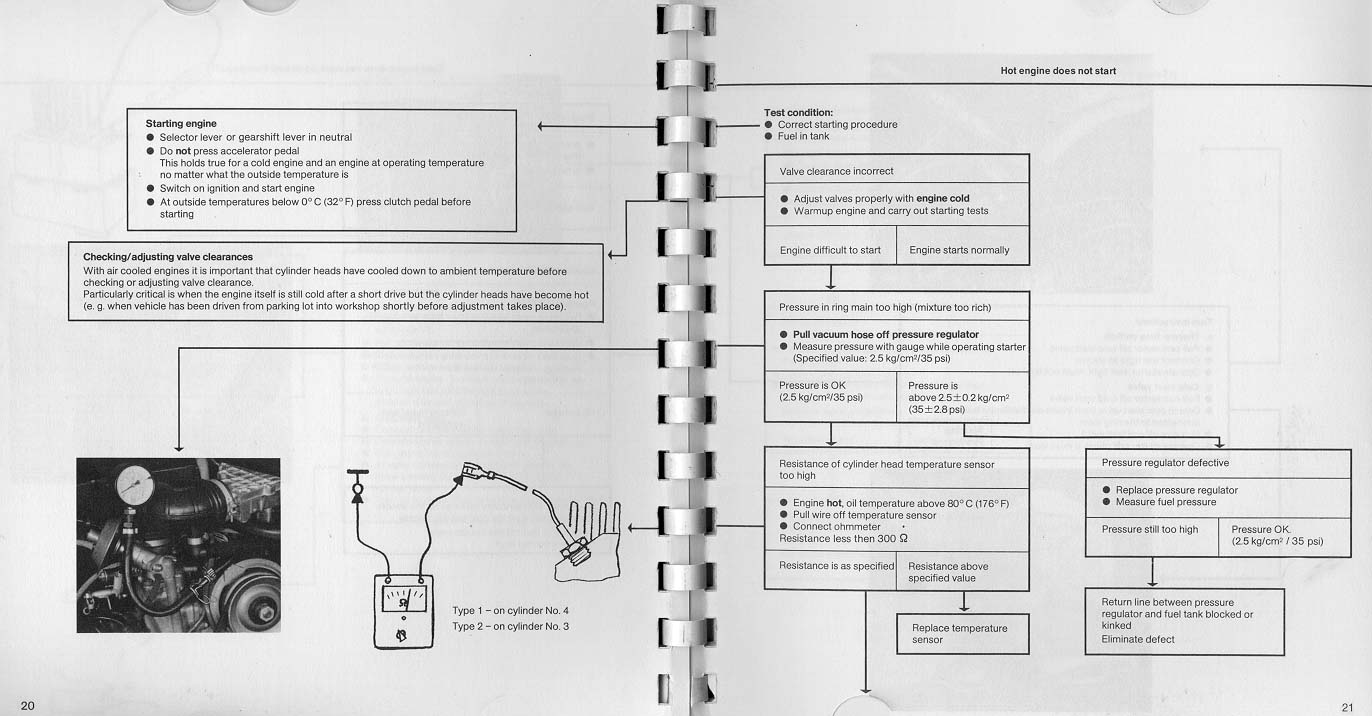 Starting engine
● Selector lever or gearshift lever in neutral
● Do not press accelerator pedal
This holds true for a cold engine and an engine at operating temperature
no matter what the outside temperature is
● Switch on ignition and start engine
● At outside temperatures below 0° C (32° F) press clutch pedal before
starting
Checking/adjusting valve clearances
With air cooled engines it is important that cylinder heads have cooled down to ambient temperature before
checking or adjusting valve clearance.
Particularly critical is when the engine itself is still cold after a short drive but the cylinder heads have become hot
(e. g. when vehicle has been driven from parking lot into workshop shortly before adjustment takes place).
Ω
Type 1 – on cylinder No. 4
Type 2 – on cylinder No. 3
20
Hot engine does not start
Test condition:
● Correct starting procedure
● Fuel in tank
Valve clearance incorrect
● Adjust valves properly with engine cold
● Warmup engine and carry out starting tests
Engine difficult to start
Engine starts normally
Pressure in ring main too high (mixture too rich)
● Pull vacuum hose off pressure regulator
● Measure pressure with gauge while operating starter
(Specified value: 2.5 kg/cm²/35 psi)
Pressure is OK
(2.5 kg/cm²/35 psi)
Pressure is
above 2.5±0.2 kg/cm²
(35±2.8 psi)
Resistance of cylinder head temperature sensor
too high
● Engine hot, oil temperature above 80° C (176° F)
● Pull wire off temperature sensor
● Connect ohmmeter
Resistance less then 300 Ω
Resistance is as specified
Resistance above
specified value
Replace temperature
sensor
Pressure regulator defective
● Replace pressure regulator
● Measure fuel pressure
Pressure still too high
Pressure OK.
(2.5 kg/cm² / 35 psi)
Return line between pressure
regulator and fuel tank blocked or
kinked
Eliminate defect
21